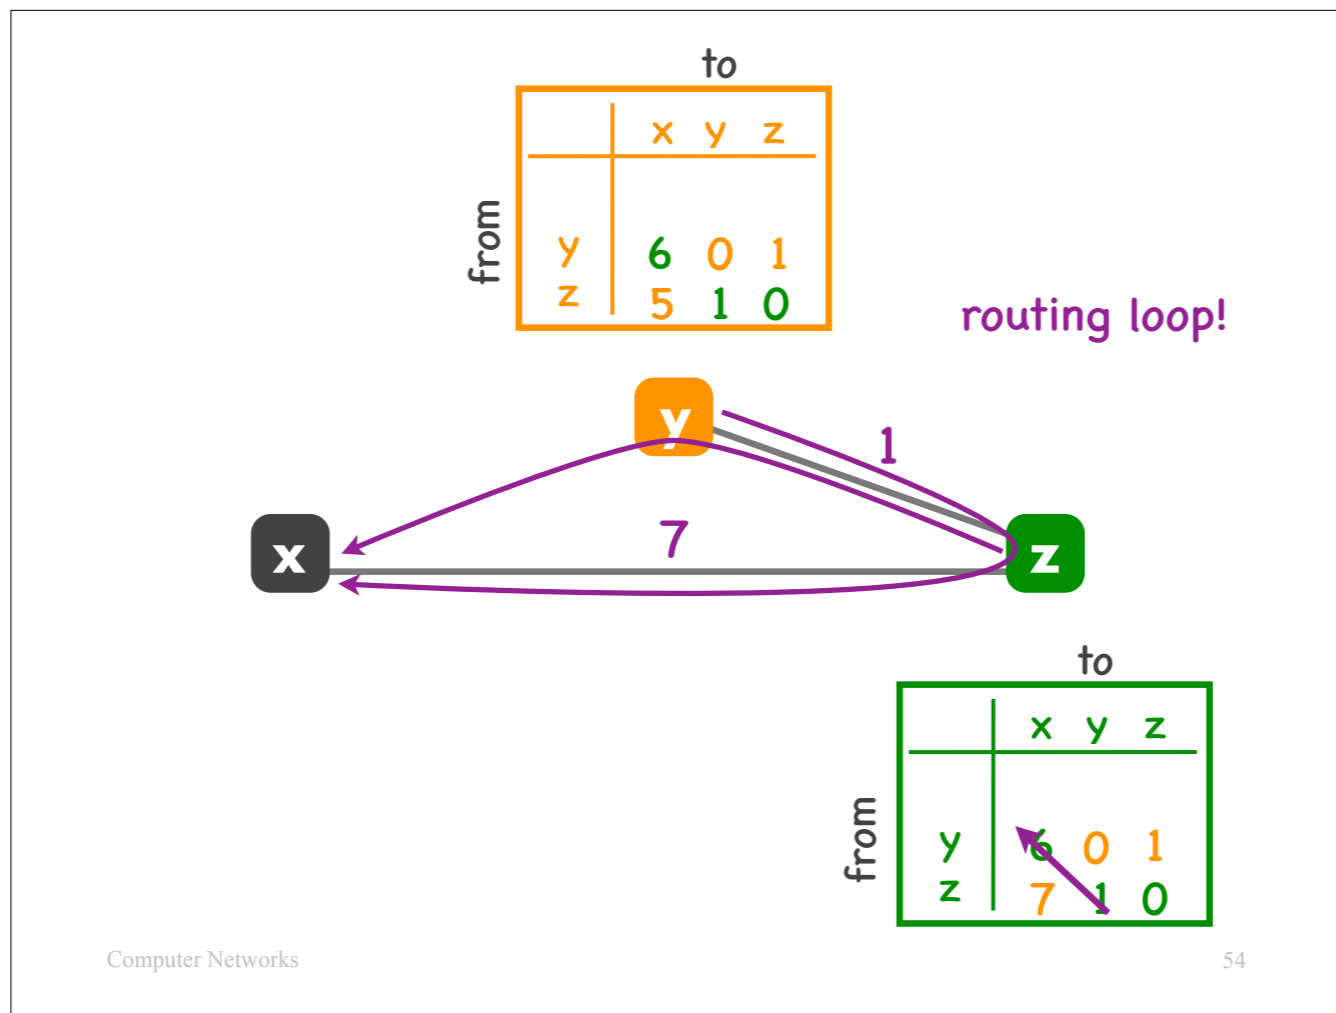 to
x y z
from
y 6 0 1
z 5 1 0
routing loop!
y
1
7
x
z
to
x y z
from
y 6 0 1
z 7 1 0
Computer Networks
54